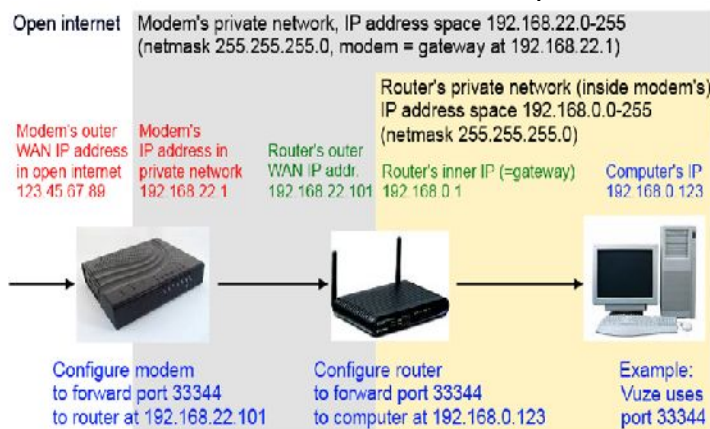 Open internet
Modem's private network, IP address space 192.168.22.0-255
(netmask 255.255.255.0, modem = gateway at 192.168.22.1)
Router's private network (inside modem's)
IP address space 192.168.0.0-255
(netmask 255.255.255.0)
Modem's outer
WAN IP address
in open internet
123.45.67.89
Modem's
IP address in
private network
192.168.22.1
Router's outer
WAN IP addr.
192.168.22.101
Router's inner IP (=gateway)
192.168.0.1
Computer's IP
192.168.0.123
Configure modem
to forward port 33344
to router at 192.168.22.101
Configure router
to forward port 33344
to computer at 192.168.0.123
Example:
Vuze uses
port 33344